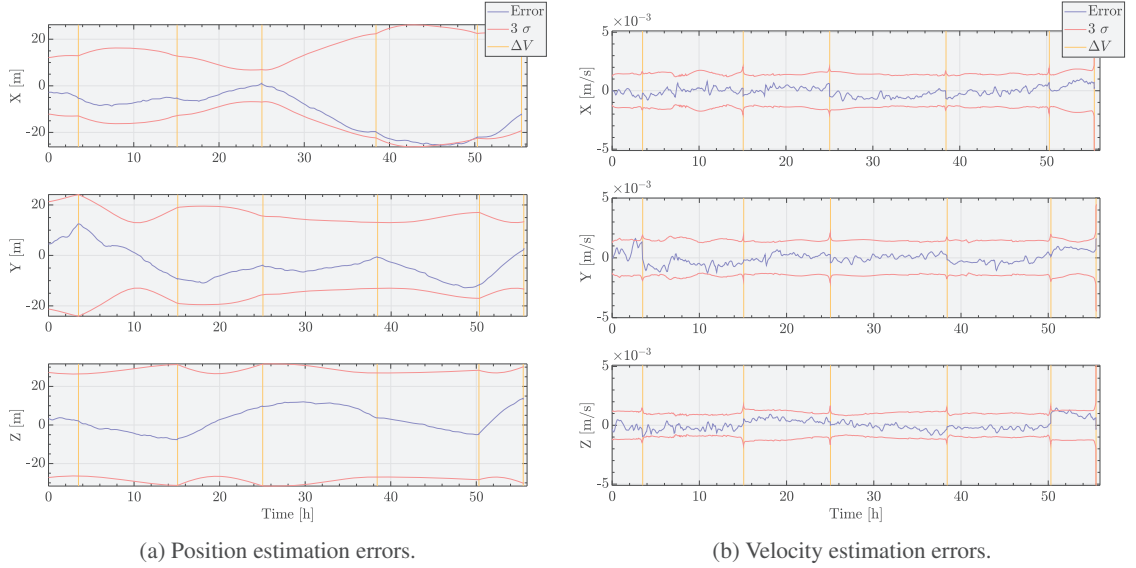 Error
3 σ
ΔV
20
0
-20
X [m]
0 10 20 30 40 50
20
0
-20
Y [m]
0 10 20 30 40 50
20
0
-20
Z [m]
0 10 20 30 40 50
Time [h]
(a) Position estimation errors.
×10⁻³
Error
3 σ
ΔV
5
0
-5
X [m/s]
0 10 20 30 40 50
×10⁻³
5
0
-5
Y [m/s]
0 10 20 30 40 50
×10⁻³
5
0
-5
Z [m/s]
0 10 20 30 40 50
Time [h]
(b) Velocity estimation errors.